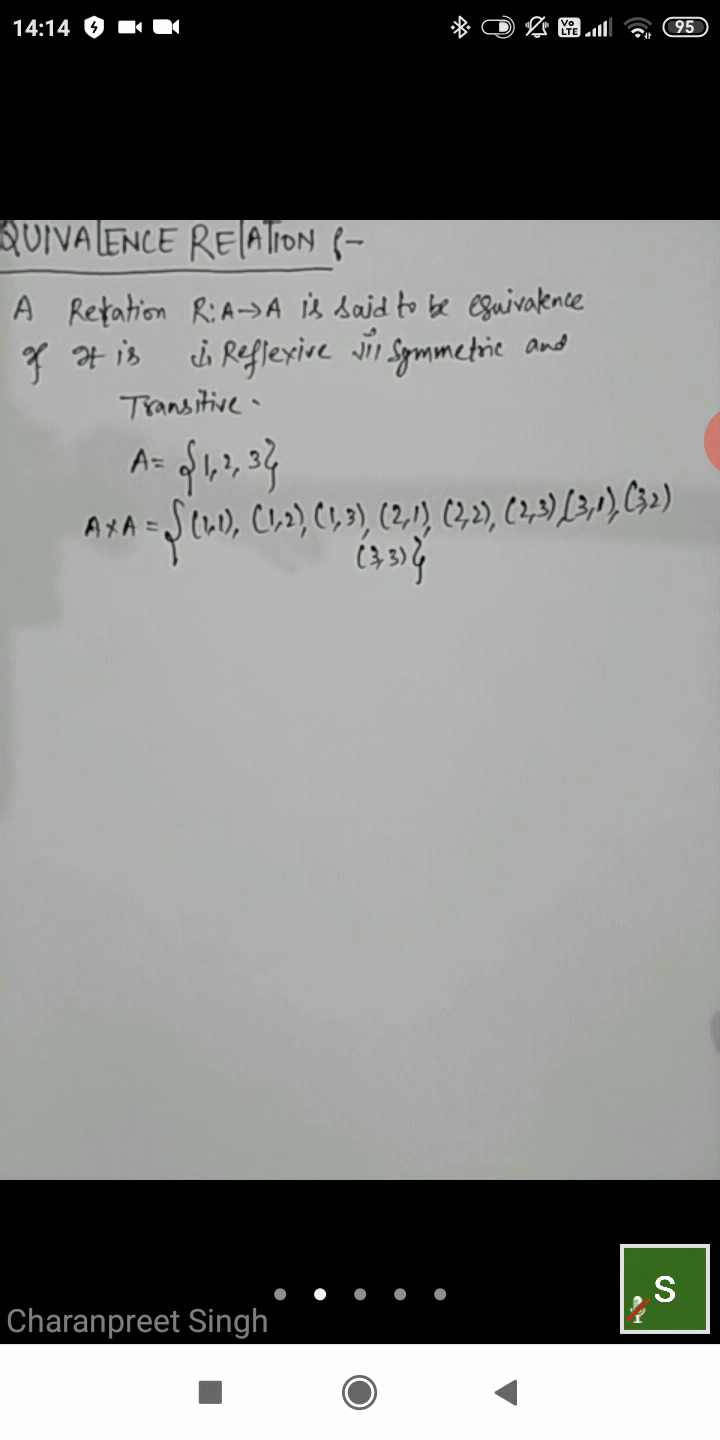 14:14 Vo LTE 95
QUIVALENCE RELATION :-
A Relation R: A→A is said to be equivalence
if It is (i) Reflexive (ii) Symmetric and
Transitive.
A = {1, 2, 3}
A×A = {(1,1), (1,2), (1,3), (2,1), (2,2), (2,3), (3,1), (3,2)
(3,3)}
S
Charanpreet Singh